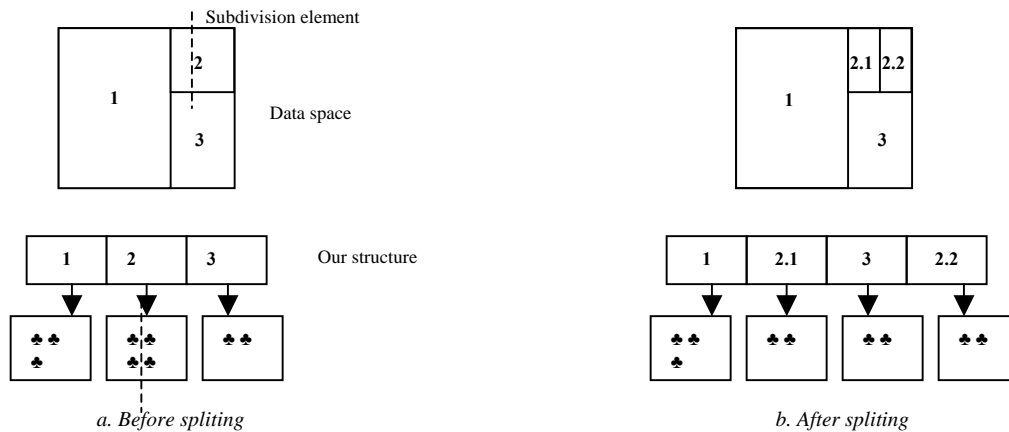 Subdivision element
2
1
Data space
3
2.1 2.2
1
3
1 2 3
Our structure
1 2.1 3 2.2
♣ ♣
♣
♣ ♣
♣ ♣
♣ ♣
♣ ♣
♣
♣ ♣
♣ ♣
♣ ♣
a. Before spliting
b. After spliting